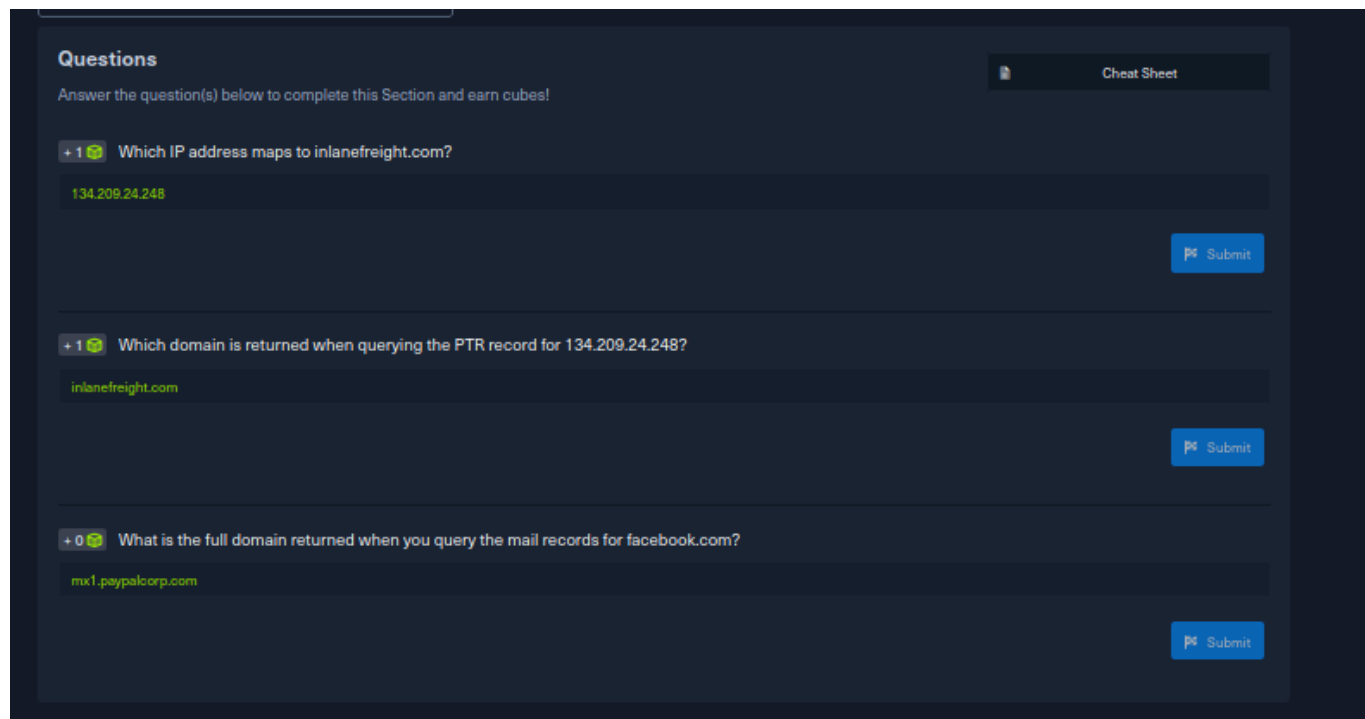 Questions
Cheat Sheet
Answer the question(s) below to complete this Section and earn cubes!
+ 1 Which IP address maps to inlanefreight.com?
134.209.24.248
Submit
+ 1 Which domain is returned when querying the PTR record for 134.209.24.248?
inlanefreight.com
Submit
+ 0 What is the full domain returned when you query the mail records for facebook.com?
mx1.paypalcorp.com
Submit